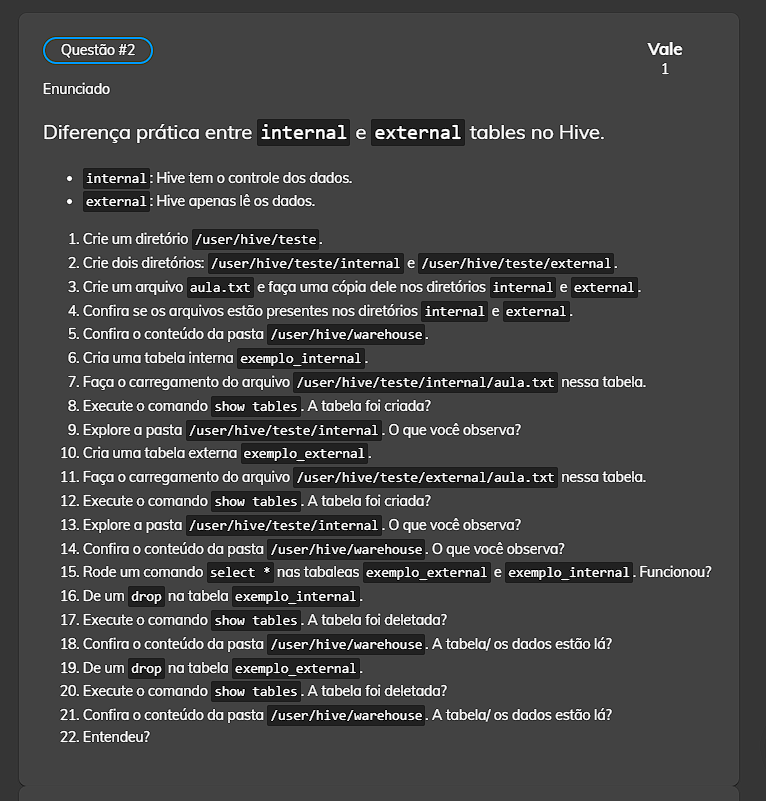 Questão #2
Vale
1
Enunciado
Diferença prática entre internal e external tables no Hive.
• internal: Hive tem o controle dos dados.
• external: Hive apenas lê os dados.
1. Crie um diretório /user/hive/teste.
2. Crie dois diretórios: /user/hive/teste/internal e /user/hive/teste/external.
3. Crie um arquivo aula.txt e faça uma cópia dele nos diretórios internal e external.
4. Confira se os arquivos estão presentes nos diretórios internal e external.
5. Confira o conteúdo da pasta /user/hive/warehouse.
6. Cria uma tabela interna exemplo_internal.
7. Faça o carregamento do arquivo /user/hive/teste/internal/aula.txt nessa tabela.
8. Execute o comando show tables. A tabela foi criada?
9. Explore a pasta /user/hive/teste/internal. O que você observa?
10. Cria uma tabela externa exemplo_external.
11. Faça o carregamento do arquivo /user/hive/teste/external/aula.txt nessa tabela.
12. Execute o comando show tables. A tabela foi criada?
13. Explore a pasta /user/hive/teste/internal. O que você observa?
14. Confira o conteúdo da pasta /user/hive/warehouse. O que você observa?
15. Rode um comando select * nas tabaleas exemplo_external e exemplo_internal. Funcionou?
16. De um drop na tabela exemplo_internal.
17. Execute o comando show tables. A tabela foi deletada?
18. Confira o conteúdo da pasta /user/hive/warehouse. A tabela/ os dados estão lá?
19. De um drop na tabela exemplo_external.
20. Execute o comando show tables. A tabela foi deletada?
21. Confira o conteúdo da pasta /user/hive/warehouse. A tabela/ os dados estão lá?
22. Entendeu?